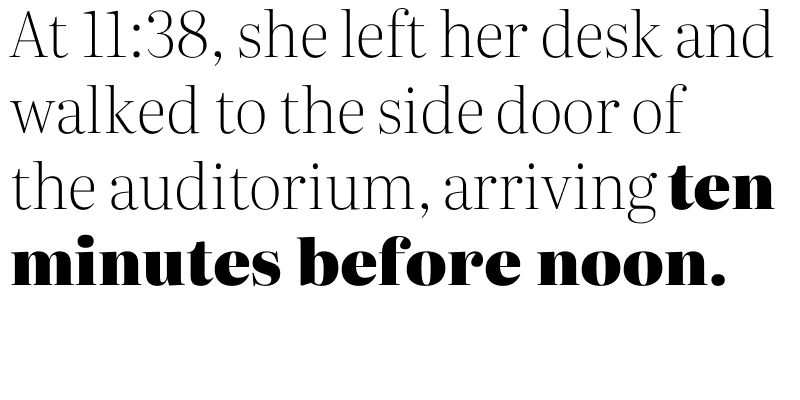 At 11:38, she left her desk and
walked to the side door of
the auditorium, arriving ten
minutes before noon.